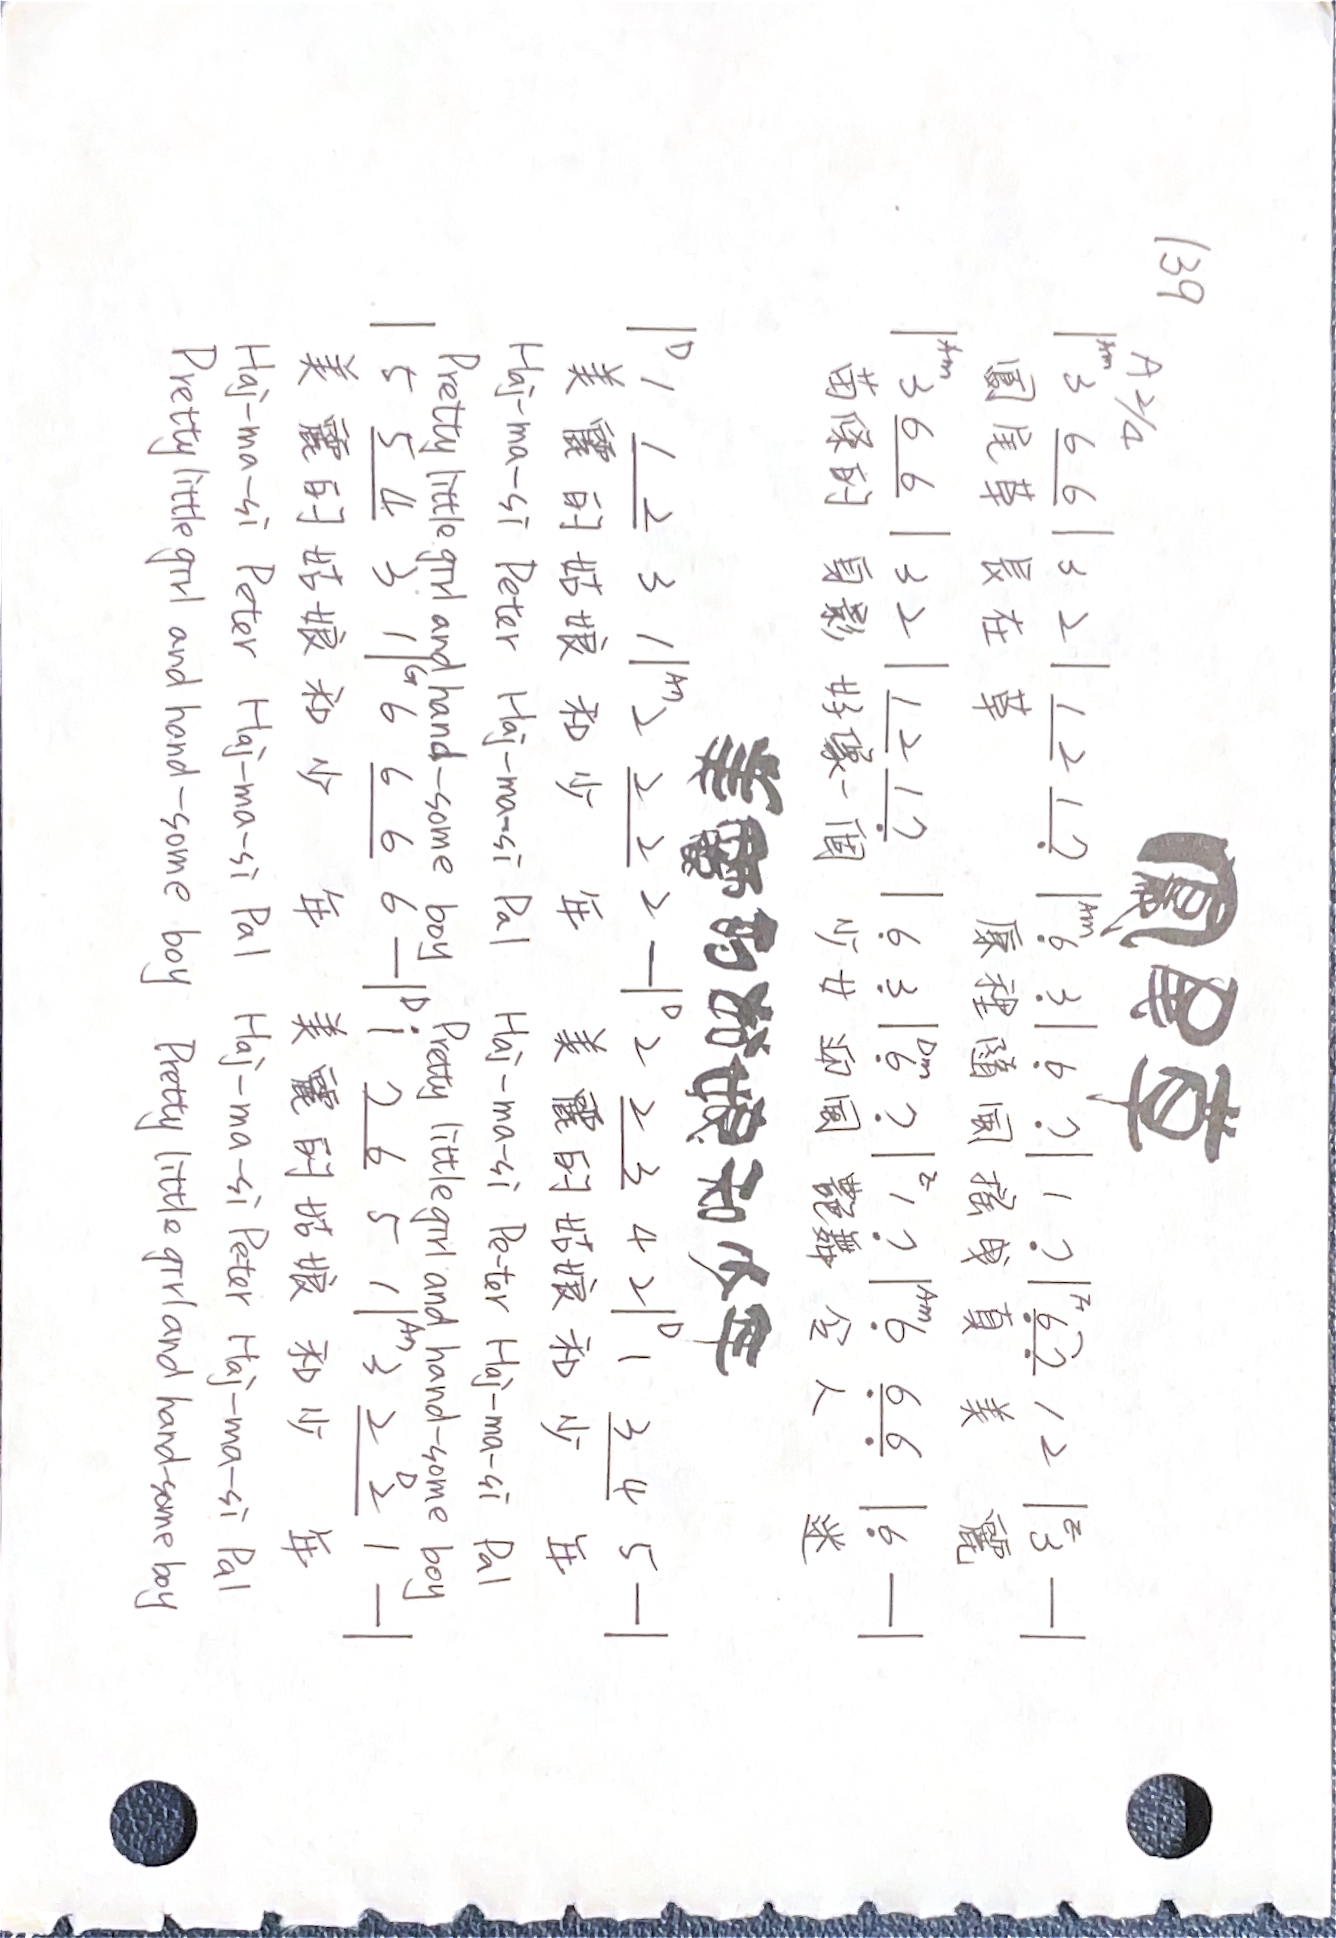 鳳尾草
139
A 2/4
|Am 3 6 6 | 3 2 | 1 2 1 7 |Am 6 3 | 6 7 | 1 7 |F 6 7 1 2 |E 3 — |
鳳尾草 長在草 原裡隨風搖曳真美麗
|Am 3 6 6 | 3 2 | 1 2 1 7 | 6 3 |Dm 6 7 |E 1 7 |Am 6 6 6 | 6 — |
苗條的 身影 好像一個 少女迎風 艷舞令人 迷
美麗的姑娘和少年
|D 1 1 2 3 1 |A7 2 2 2 2 — |D 2 2 3 4 2 |D 1 3 4 5 — |
美麗的姑娘和少 年 美麗的姑娘和少 年
Haj-ma-si Peter Haj-ma-si Pal Haj-ma-si Pe-ter Haj-ma-si Pal
Pretty little girl and hand-some boy Pretty little girl and hand-some boy
| 5 5 4 3 1 |G 6 6 6 6 — |D i 7 6 5 1 |A7 3 2 D 2 1 — |
美麗的姑娘和少 年 美麗的姑娘和少 年
Haj-ma-si Peter Haj-ma-si Pal Haj-ma-si Pe-ter Haj-ma-si Pal
Pretty little girl and hand-some boy Pretty little girl and hand-some boy